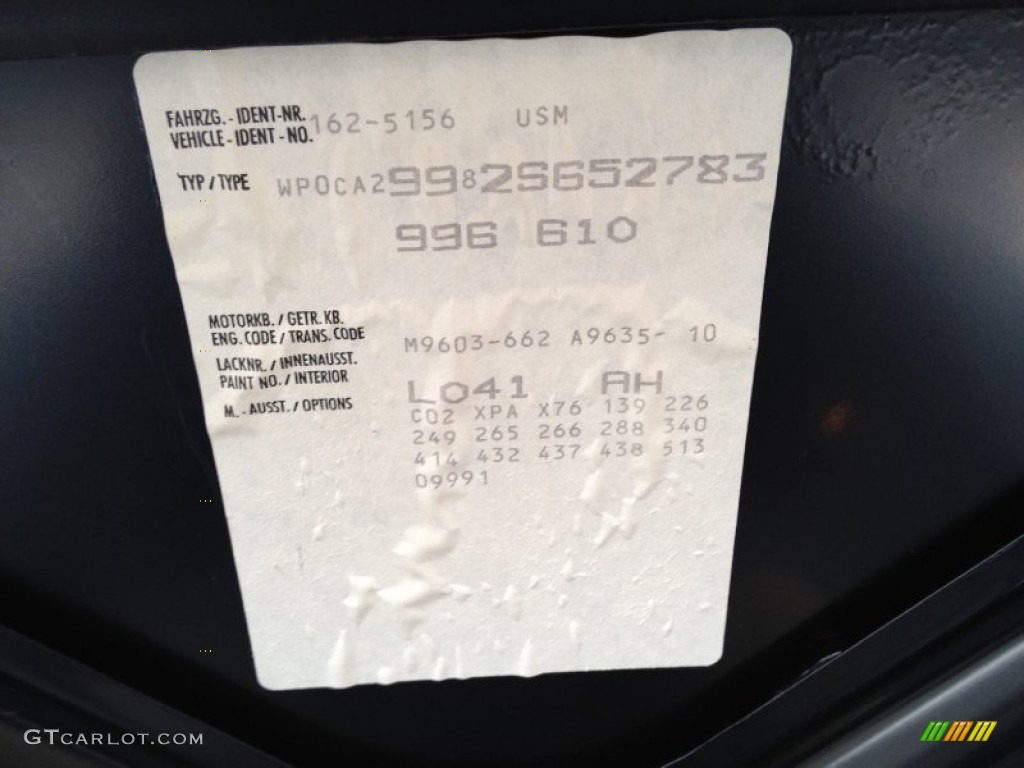 FAHRZG.-IDENT-NR. 162-5156 USM
VEHICLE-IDENT-NO.
TYP/TYPE WP0CA29982S652783
996 610
MOTORKB./GETR.KB.
ENG.CODE/TRANS.CODE M9603-662 A9635- 10
LACKNR./INNENAUSST.
PAINT NO./INTERIOR L041 AH
M.-AUSST./OPTIONS C02 XPA X76 139 226
249 265 266 288 340
414 432 437 438 513
09991
GTCARLOT.COM